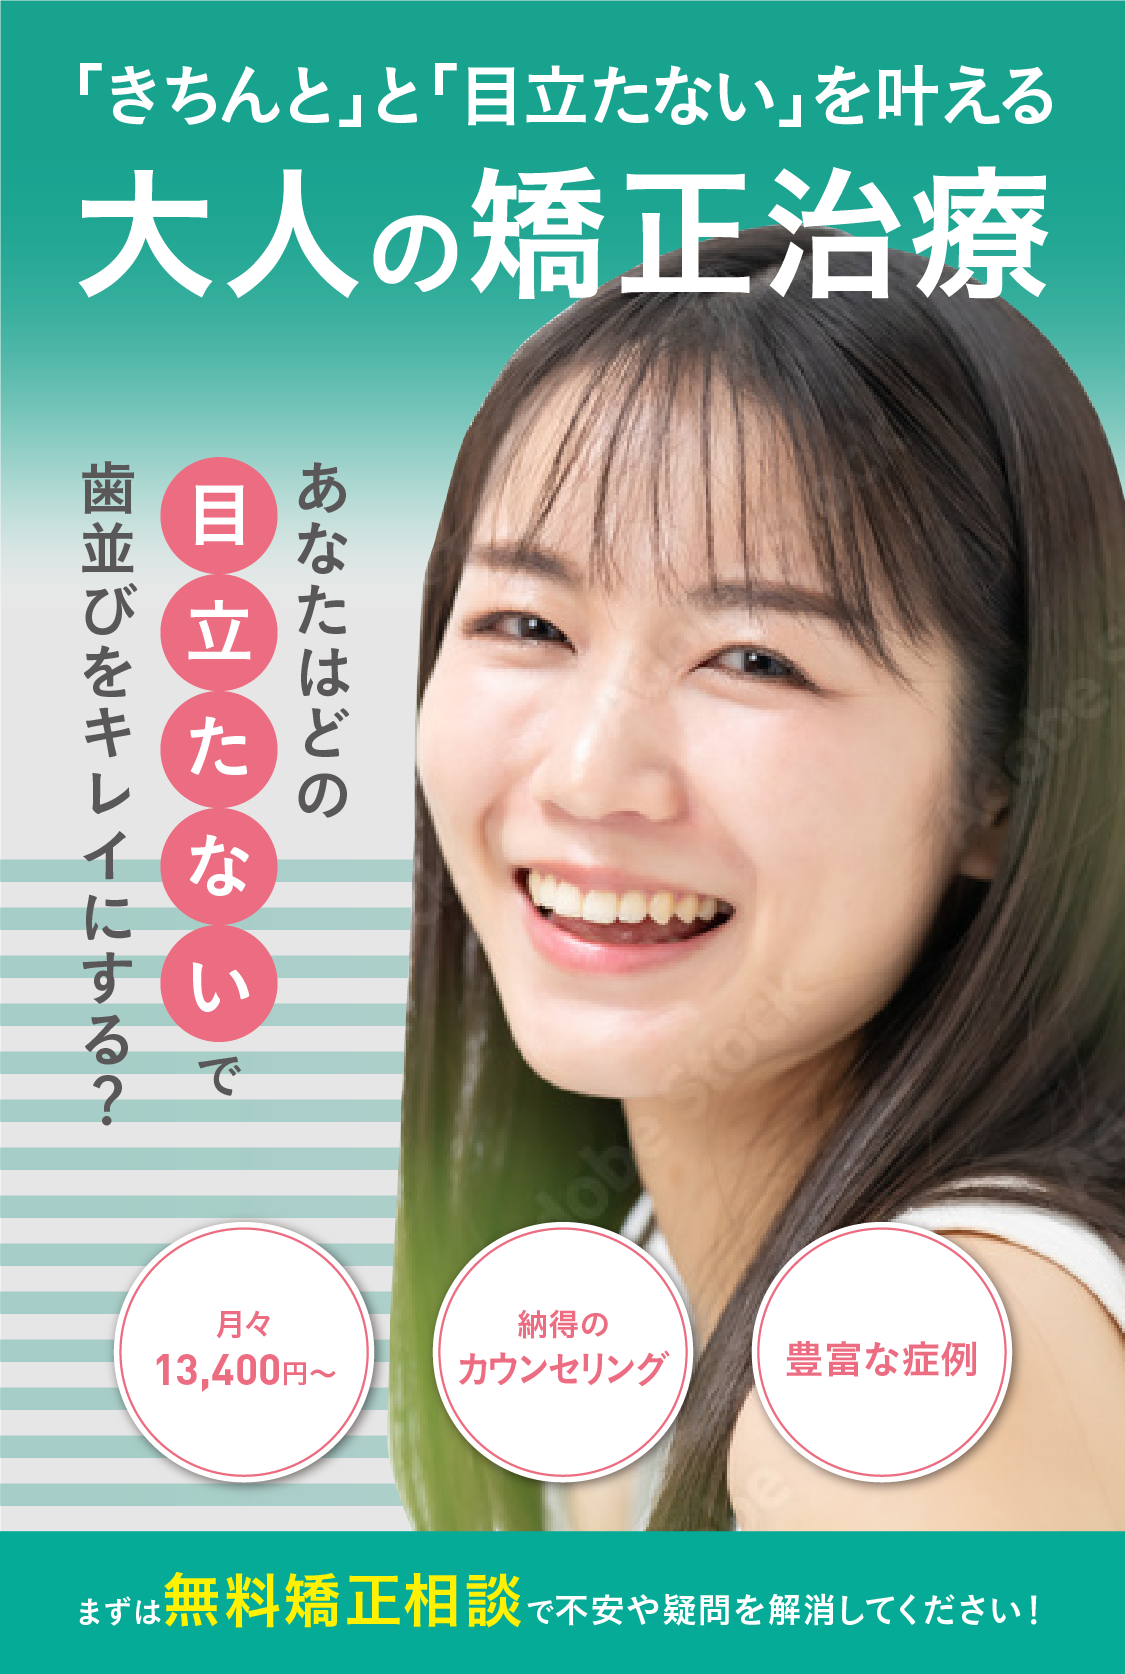 「きちんと」と「目立たない」を叶える
大人の矯正治療
あなたはどの
目立たないで
歯並びをキレイにする？
月々
13,400円〜
納得の
カウンセリング
豊富な症例
まずは無料矯正相談で不安や疑問を解消してください！
Adobe Stock